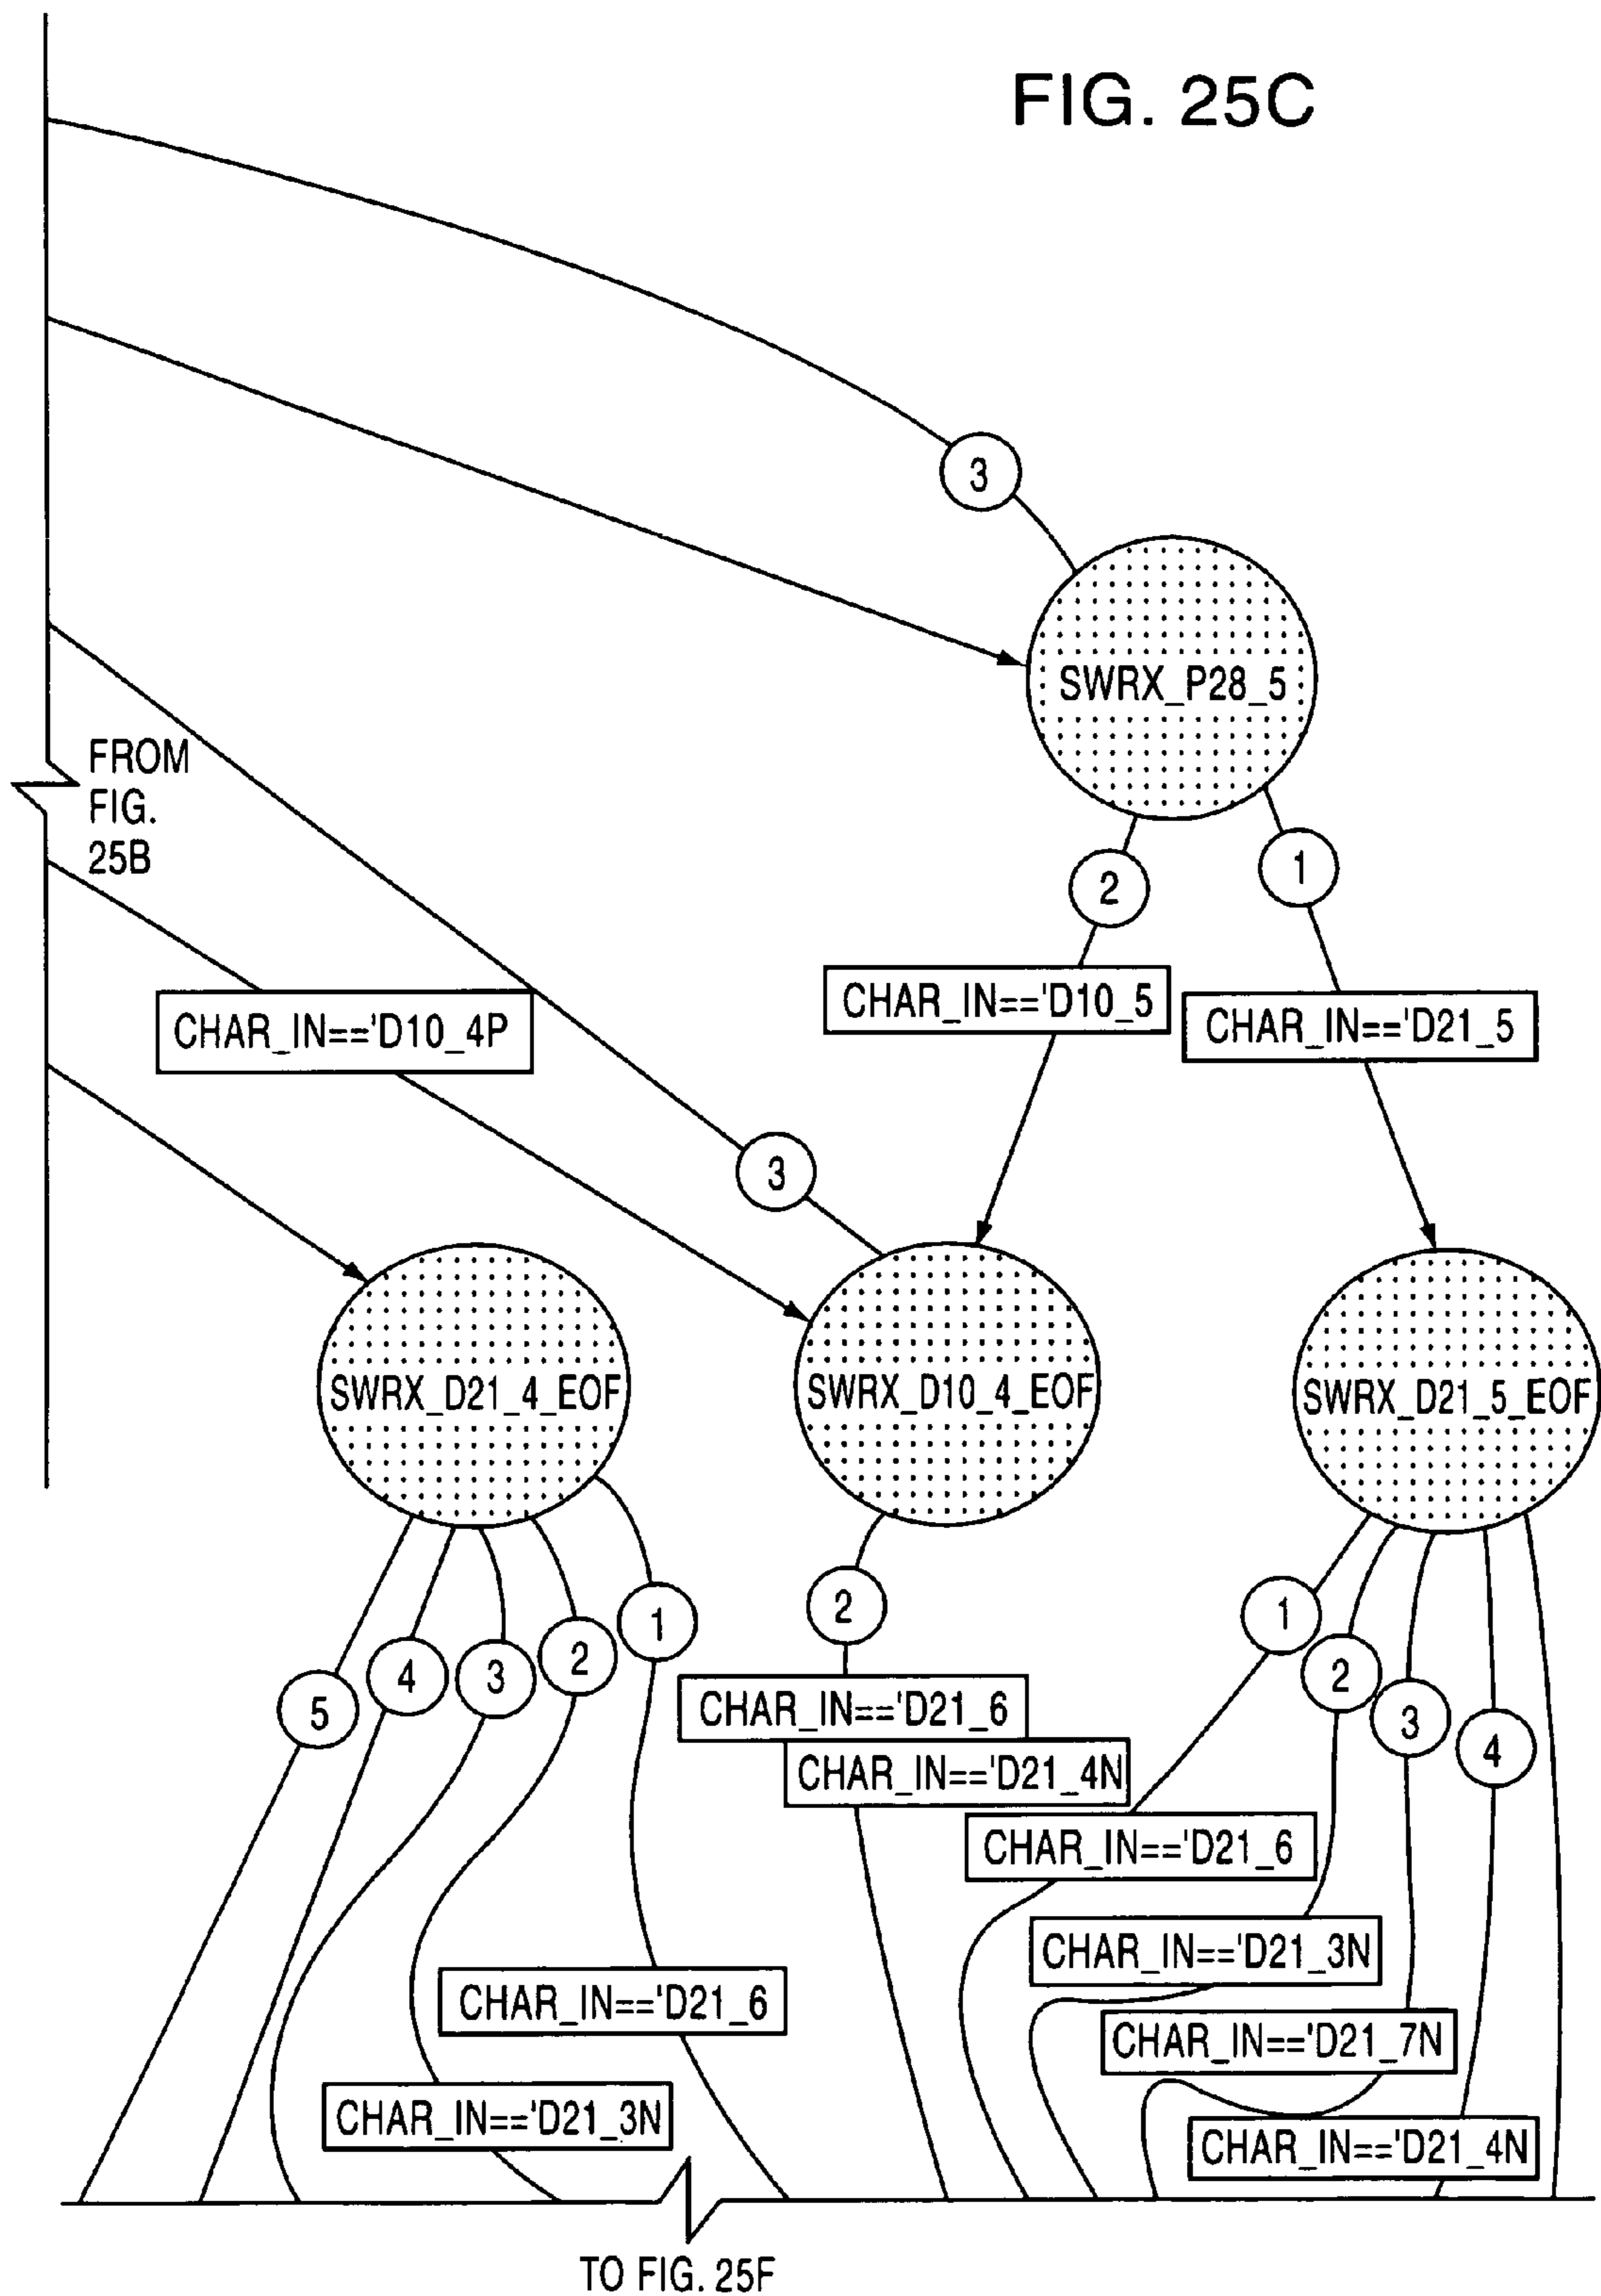 FIG. 25C
3
SWRX_P28_5
FROM
FIG.
25B
2
1
CHAR_IN=='D10_4P
CHAR_IN=='D10_5
CHAR_IN=='D21_5
3
SWRX_D21_4_EOF
SWRX_D10_4_EOF
SWRX_D21_5_EOF
5
4
3
2
1
2
1
2
3
4
CHAR_IN=='D21_6
CHAR_IN=='D21_4N
CHAR_IN=='D21_6
CHAR_IN=='D21_3N
CHAR_IN=='D21_6
CHAR_IN=='D21_7N
CHAR_IN=='D21_3N
CHAR_IN=='D21_4N
TO FIG. 25F